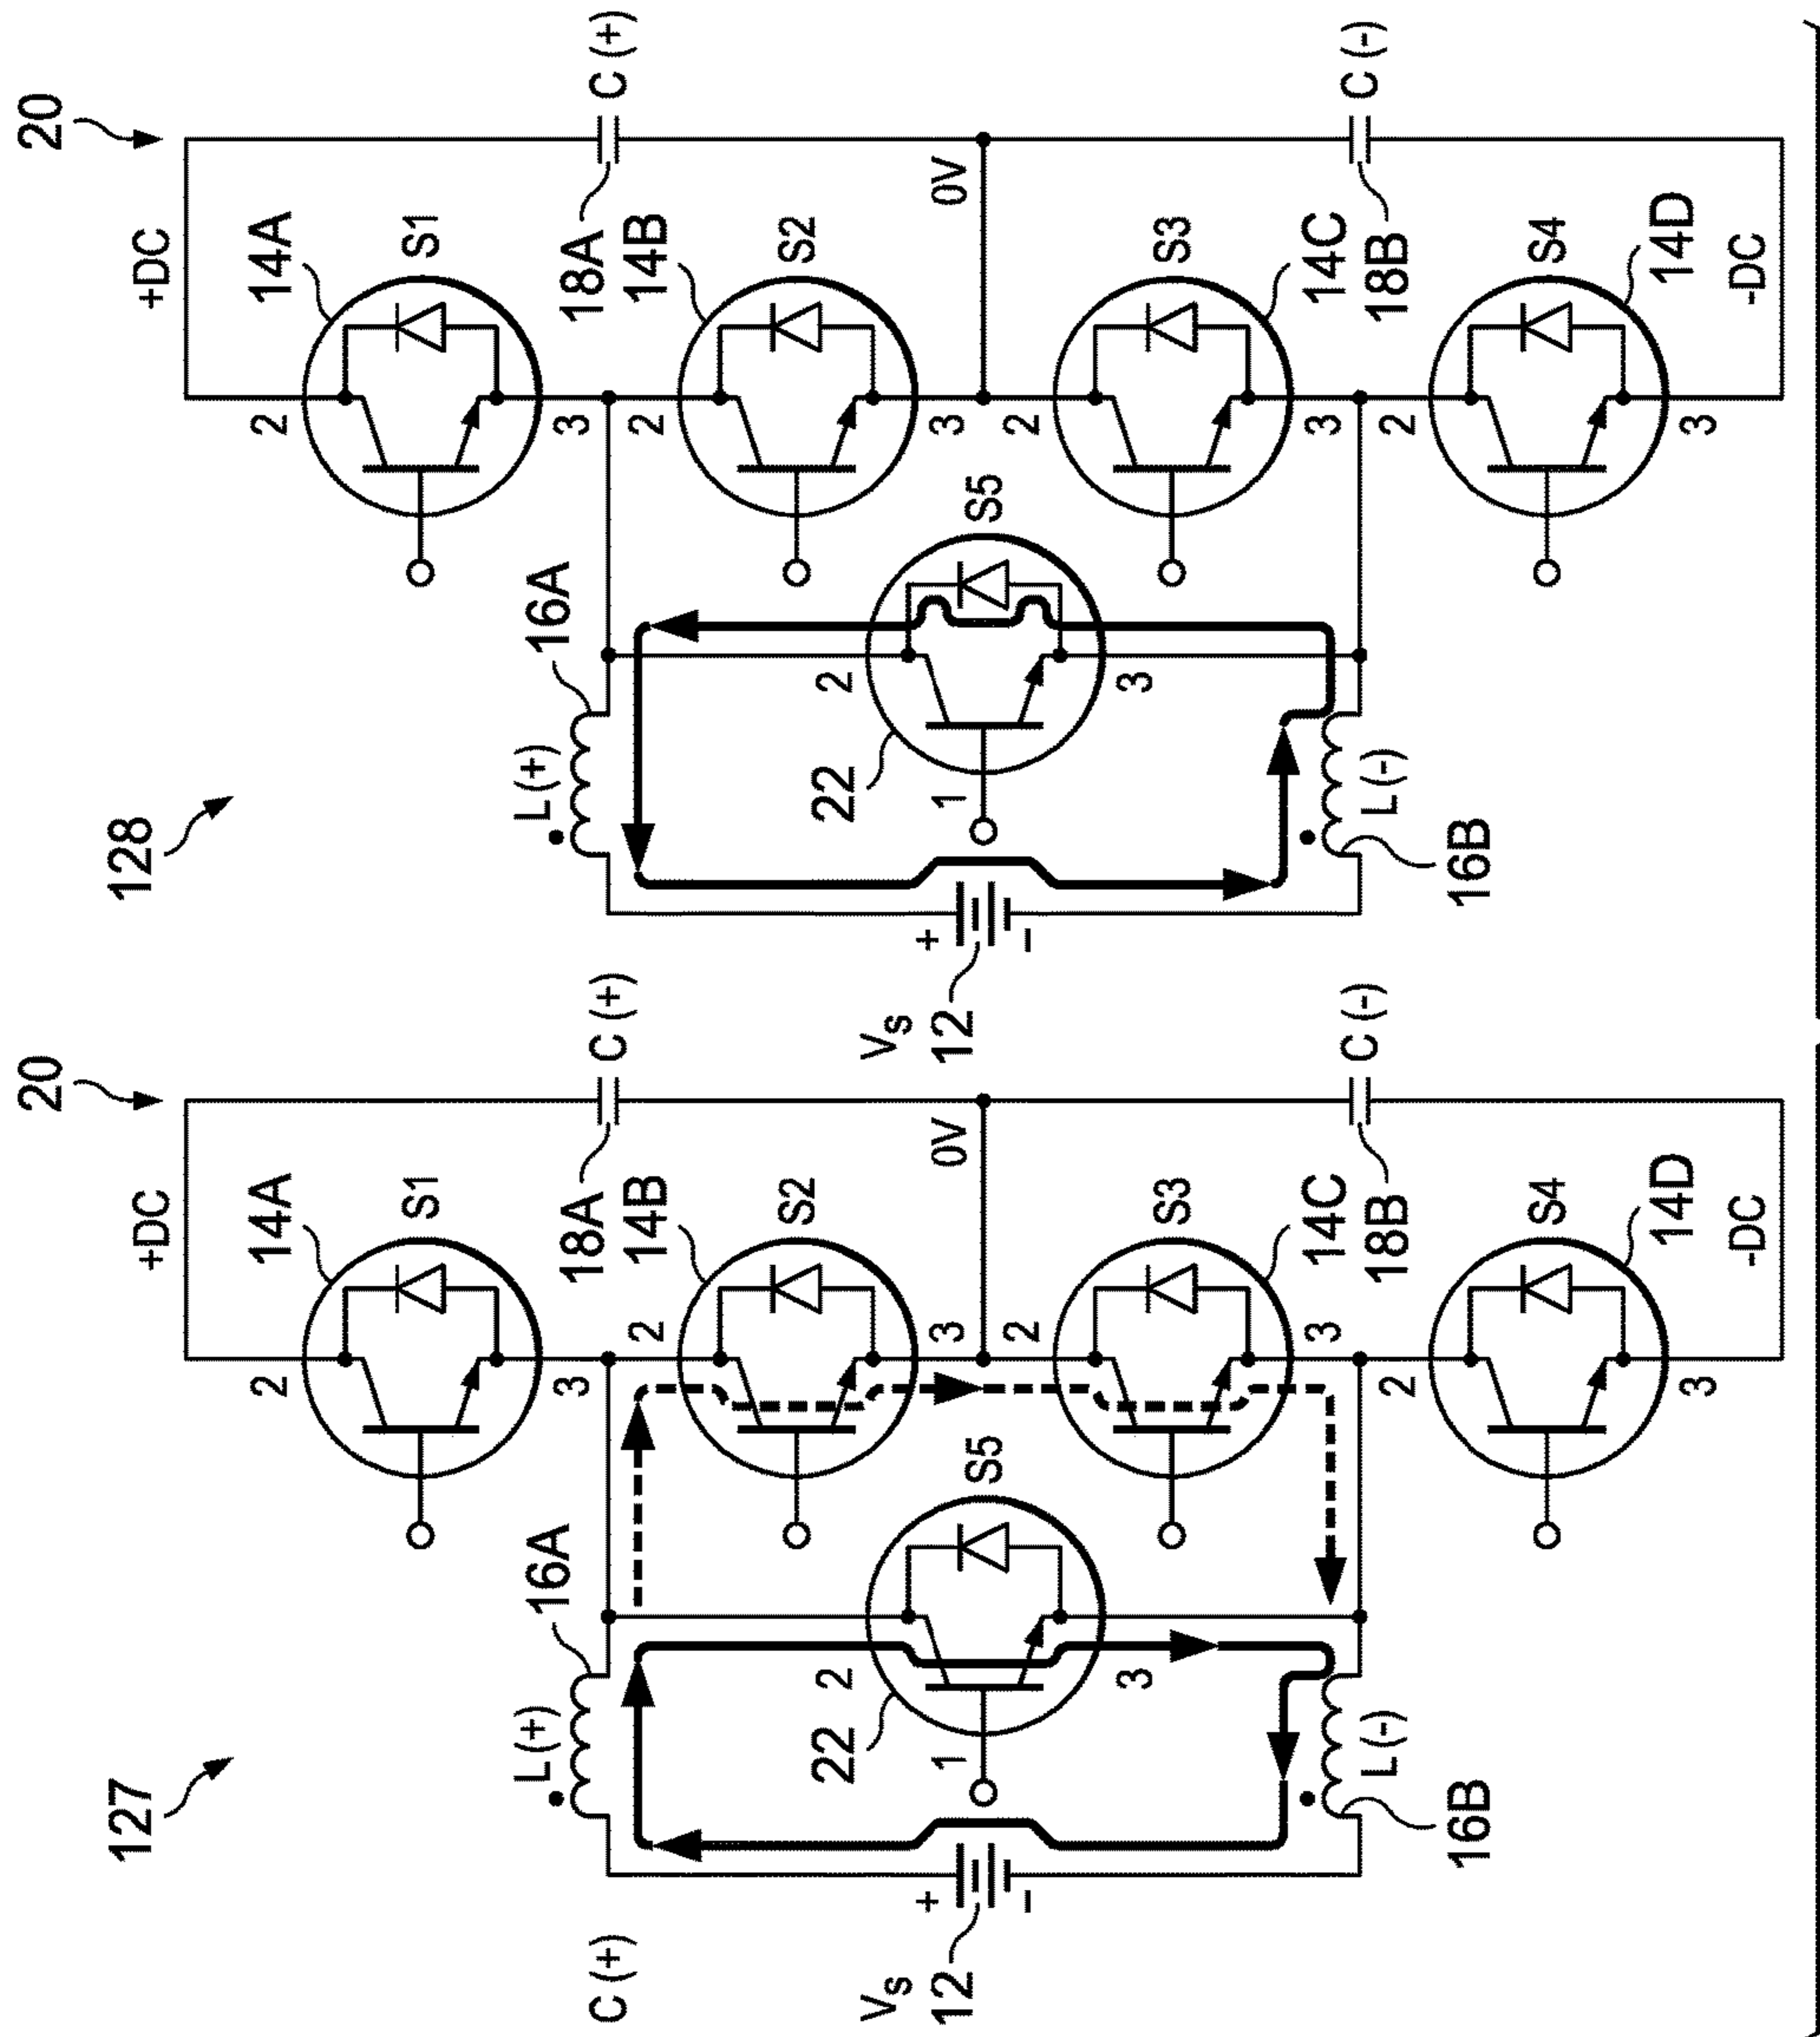 20
127
+DC
14A
2
S1
L(+)
16A
3
C (+)
18A
C (+)
2
14B
S2
22
2
V_s
+
12
1
3
0V
S5
2
−
3
S3
14C
3
L(-)
C (-)
18B
2
16B
S4
14D
3
-DC
20
128
+DC
14A
2
S1
L(+)
16A
3
18A
C (+)
2
14B
S2
22
2
V_s
+
12
1
3
0V
S5
2
−
3
S3
14C
3
L(-)
C (-)
18B
2
16B
S4
14D
3
-DC